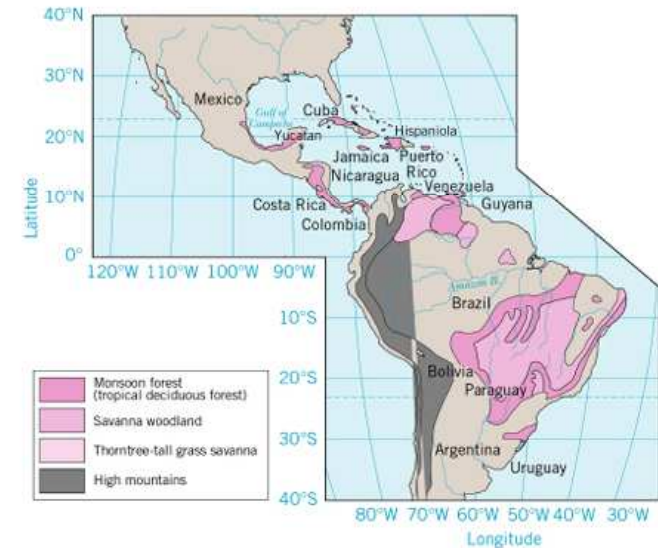 40°N
30°N
20°N
10°N
0°
10°S
20°S
30°S
40°S
Latitude
120°W 110°W 100°W 90°W
80°W 70°W 60°W 50°W 40°W 30°W 20°W
Longitude
Mexico
Gulf of
Campeche
Yucatan
Cuba
Hispaniola
Jamaica
Puerto
Rico
Nicaragua
Venezuela
Costa Rica
Guyana
Colombia
Amazon R.
Brazil
Bolivia
Paraguay
Argentina
Uruguay
Monsoon forest
(tropical deciduous forest)
Savanna woodland
Thorntree-tall grass savanna
High mountains